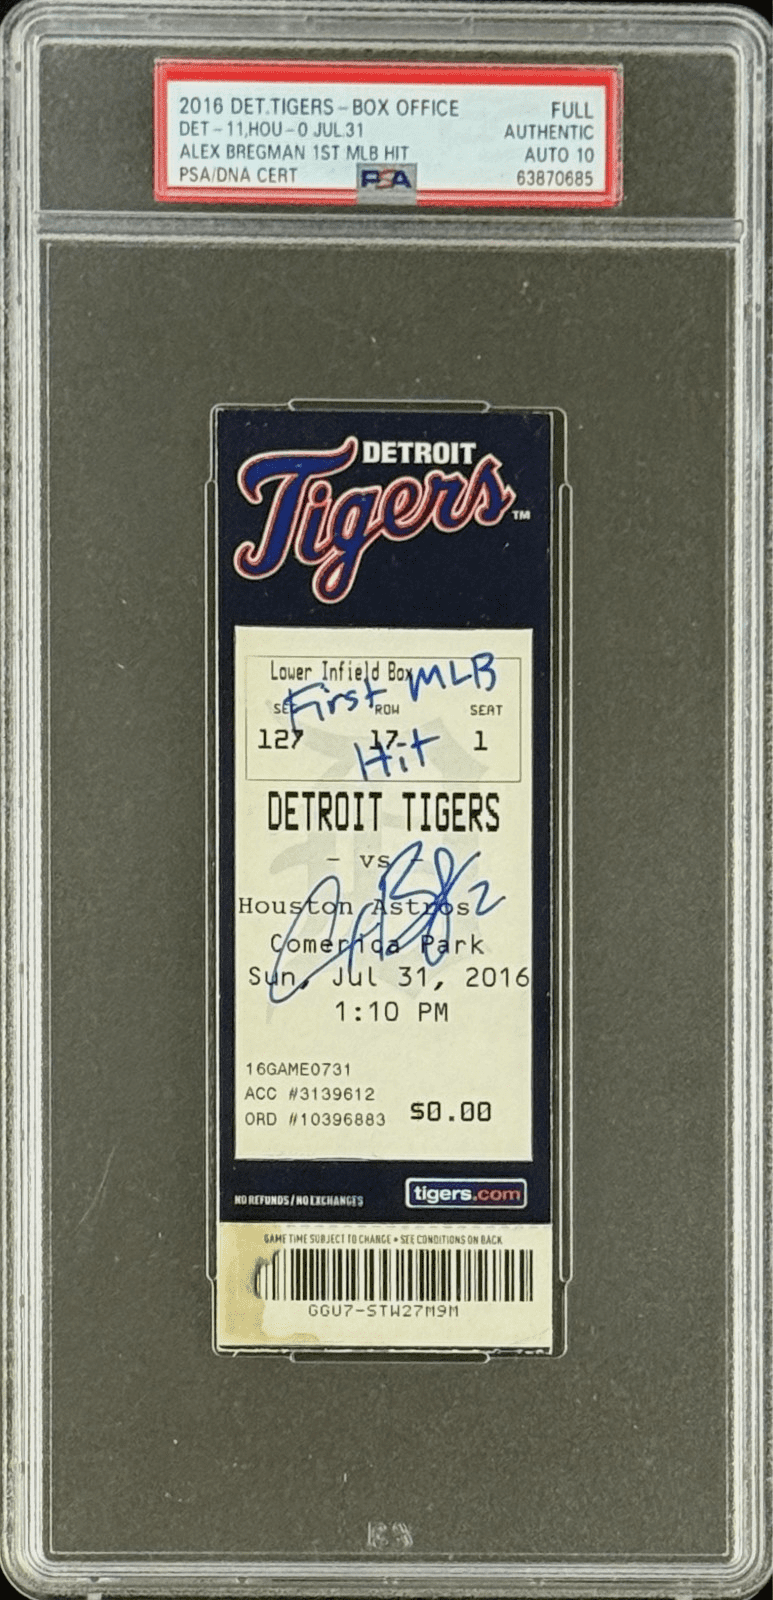 2016 DET.TIGERS-BOX OFFICE FULL
DET-11,HOU-0 JUL.31 AUTHENTIC
ALEX BREGMAN 1ST MLB HIT AUTO 10
PSA/DNA CERT PSA 63870685
DETROIT
Tigers™
Lower Infield Box
First MLB
SEC ROW SEAT
127 17 1
Hit
DETROIT TIGERS
- vs -
Houston Astros
Comerica Park
Sun, Jul 31, 2016
1:10 PM
16GAME0731
ACC #3139612
ORD #10396883 $0.00
NO REFUNDS/NO EXCHANGES tigers.com
GAME TIME SUBJECT TO CHANGE • SEE CONDITIONS ON BACK
GGU7-STW27M9M